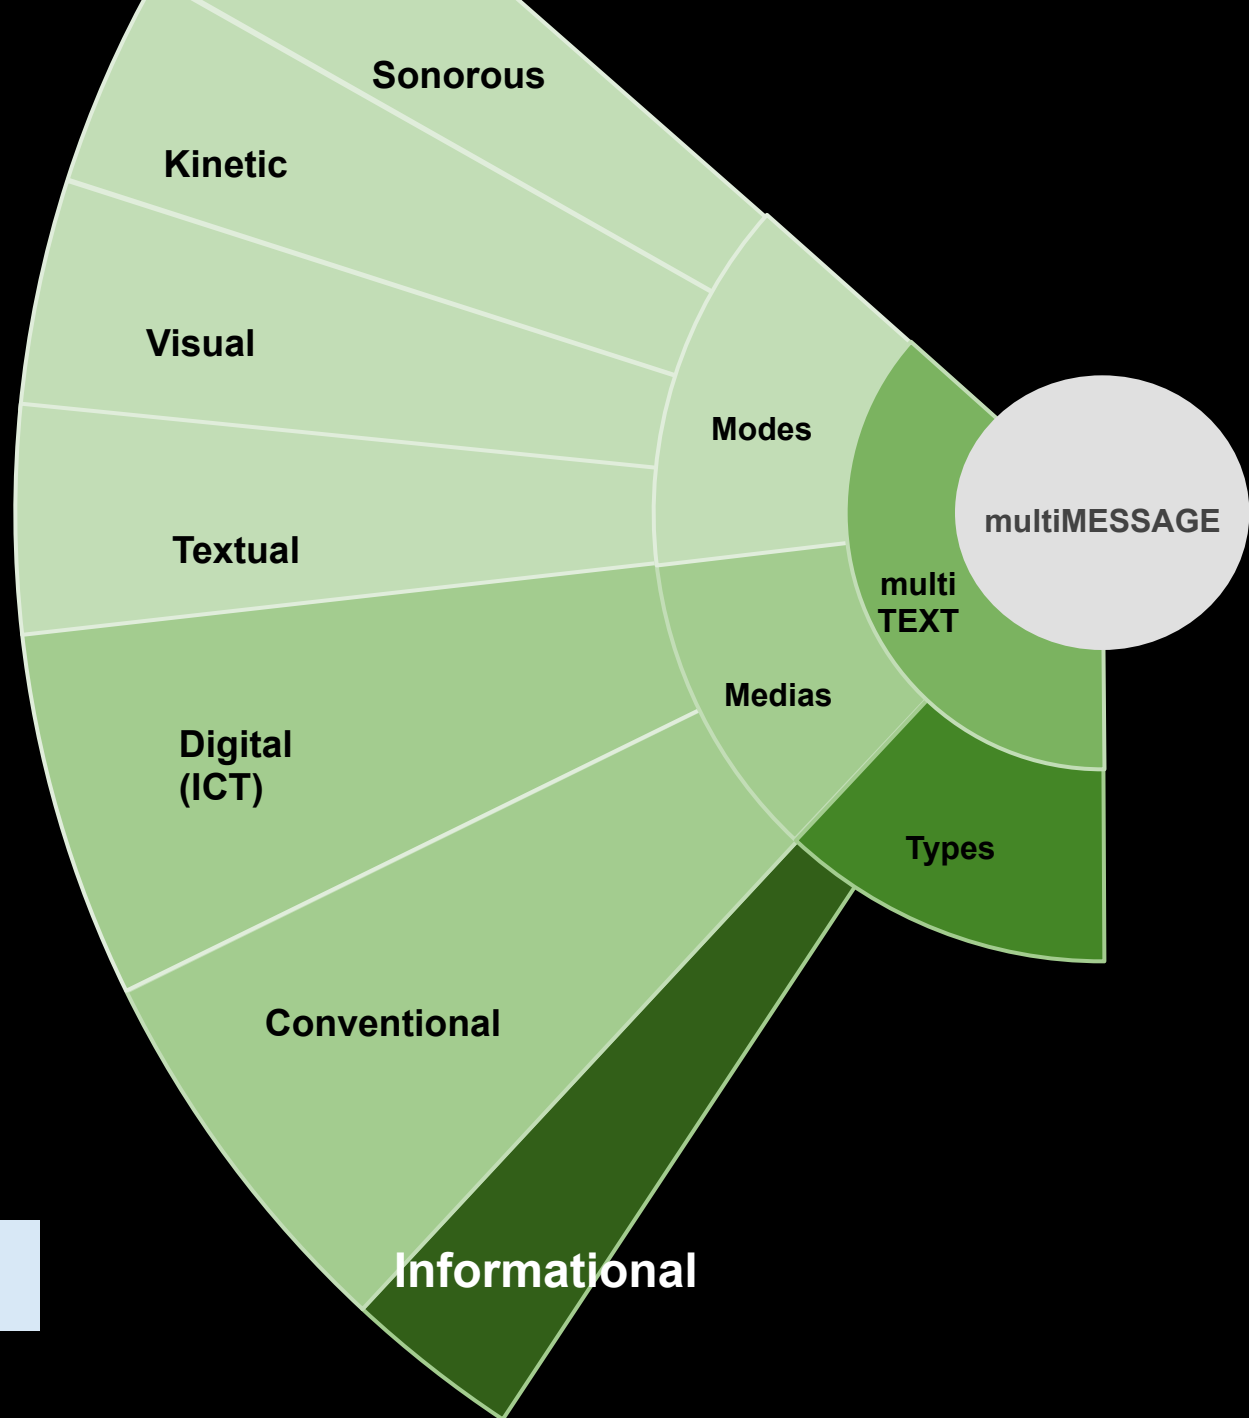 Sonorous
Kinetic
Visual
Modes
multiMESSAGE
Textual
multi
TEXT
Medias
Digital
(ICT)
Types
Conventional
Informational